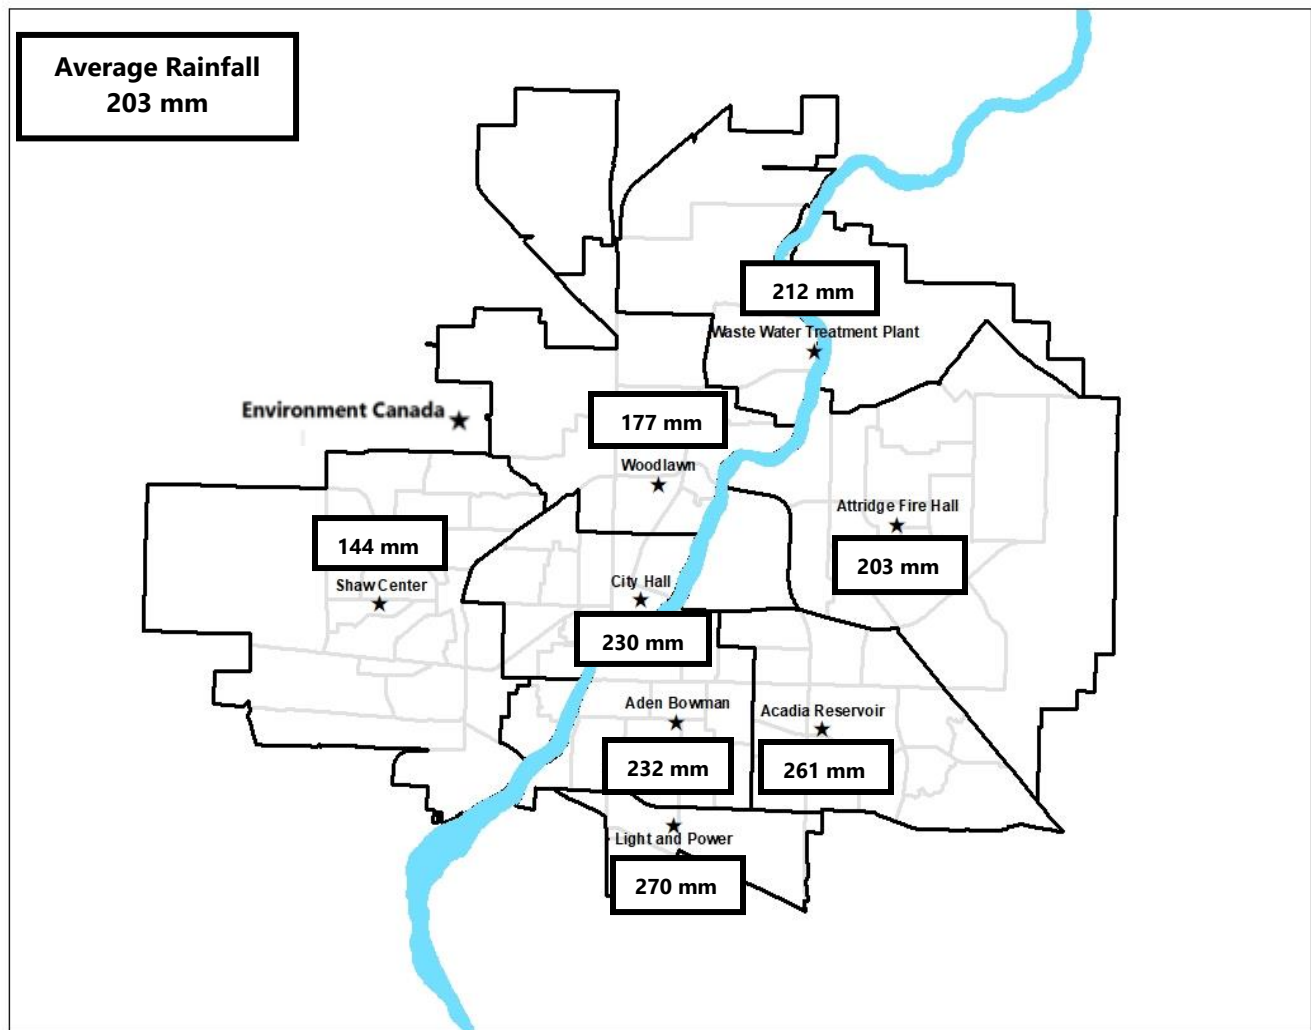 Average Rainfall
203 mm
212 mm
Waste Water Treatment Plant
Environment Canada
177 mm
Woodlawn
Attridge Fire Hall
144 mm
203 mm
Shaw Center
City Hall
230 mm
Aden Bowman
Acadia Reservoir
232 mm
261 mm
Light and Power
270 mm